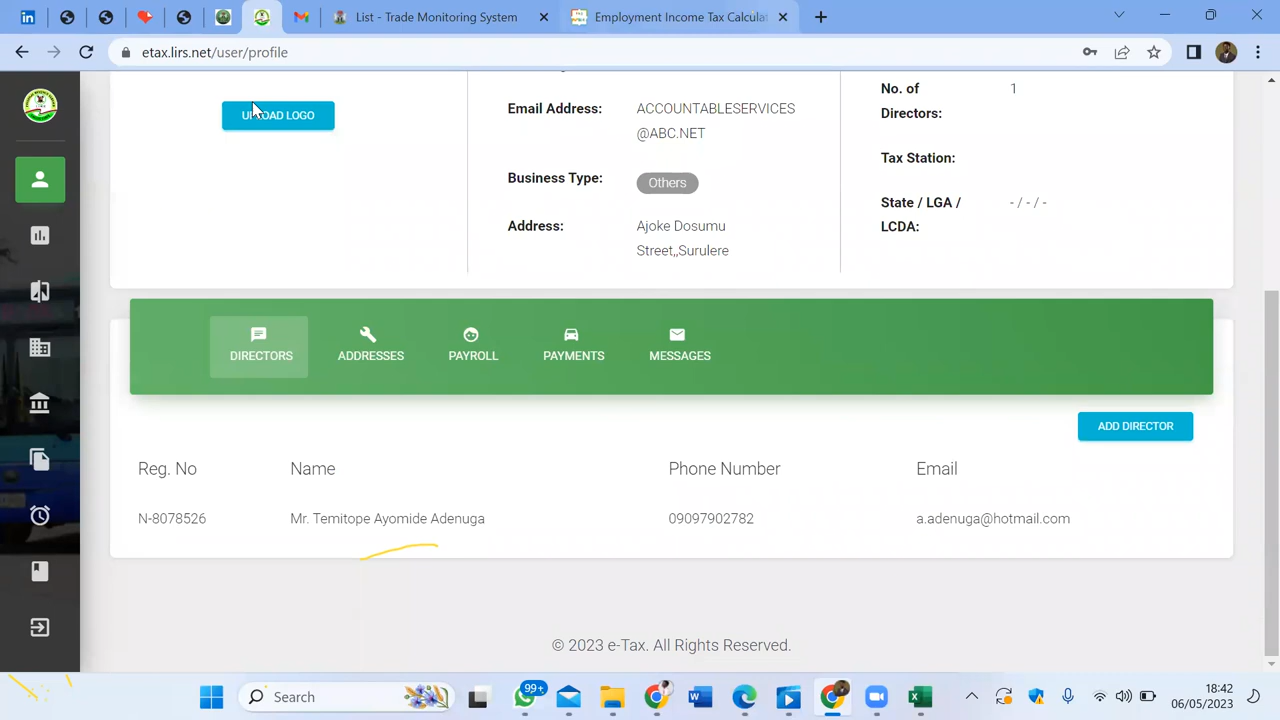 List - Trade Monitoring System
Employment Income Tax Calcula
etax.lirs.net/user/profile
UPLOAD LOGO
Email Address:
ACCOUNTABLESERVICES
@ABC.NET
Business Type:
Others
Address:
Ajoke Dosumu
Street,,Surulere
No. of
Directors:
1
Tax Station:
State / LGA /
LCDA:
- / - / -
DIRECTORS
ADDRESSES
PAYROLL
PAYMENTS
MESSAGES
ADD DIRECTOR
Reg. No
Name
Phone Number
Email
N-8078526
Mr. Temitope Ayomide Adenuga
09097902782
a.adenuga@hotmail.com
© 2023 e-Tax. All Rights Reserved.
Search
99+
18:42
06/05/2023